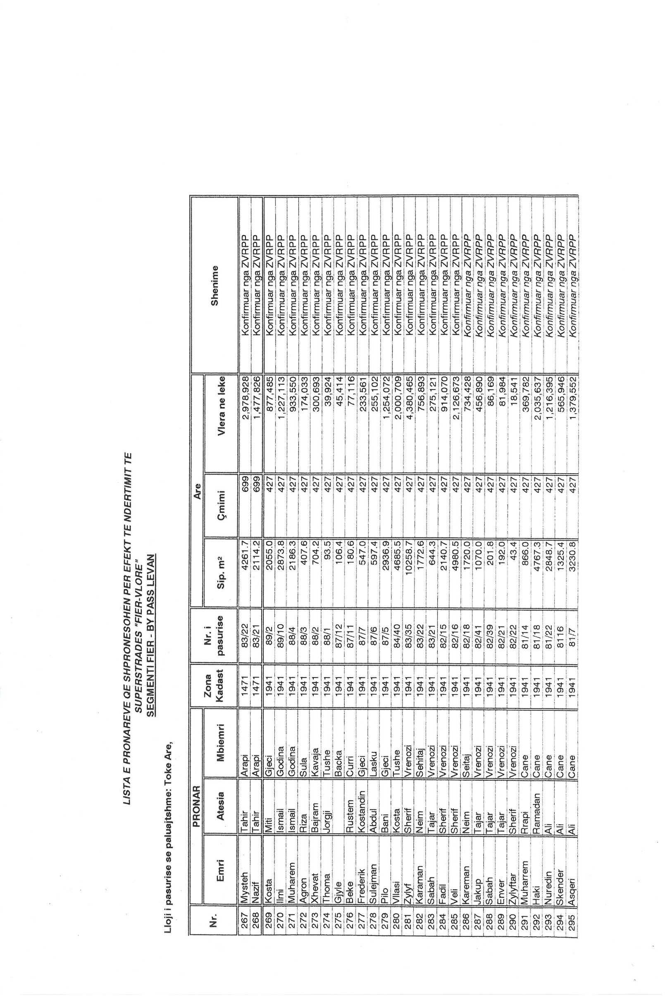 LISTA E PRONAREVE QE SHPRONESOHEN PER EFEKT TE NDERTIMIT TE
SUPERSTRADES "FIER-VLORE"
SEGMENTI FIER - BY PASS LEVAN
Lloji i pasurise se paluajtshme: Toke Are,
Nr. PRONAR Zona Kadast Nr. i pasurise Are Shenime
Emri Atesia Mbiemri Sip. m² Çmimi Vlera ne leke
267 Mysteh Tahir Arapi 1471 83/22 4261.7 699 2,978,928 Konfirmuar nga ZVRPP
268 Nazif Tahir Arapi 1471 83/21 2114.2 699 1,477,826 Konfirmuar nga ZVRPP
269 Kosta Miti Gjeci 1941 89/2 2055.0 427 877,485 Konfirmuar nga ZVRPP
270 Ilmi Ismail Godina 1941 89/10 2873.8 427 1,227,113 Konfirmuar nga ZVRPP
271 Muharem Ismail Godina 1941 88/4 2186.3 427 933,550 Konfirmuar nga ZVRPP
272 Agron Riza Sula 1941 88/3 407.6 427 174,033 Konfirmuar nga ZVRPP
273 Xhevat Bajram Kavaja 1941 88/2 704.2 427 300,693 Konfirmuar nga ZVRPP
274 Thoma Jorgji Tushe 1941 88/1 93.5 427 39,924 Konfirmuar nga ZVRPP
275 Gjyle Backa 1941 87/12 106.4 427 45,414 Konfirmuar nga ZVRPP
276 Beke Rustem Curri 1941 87/11 180.6 427 77,116 Konfirmuar nga ZVRPP
277 Frederik Kostandin Gjeci 1941 87/7 547.0 427 233,561 Konfirmuar nga ZVRPP
278 Sulejman Abdul Lasku 1941 87/6 597.4 427 255,102 Konfirmuar nga ZVRPP
279 Pilo Bani Gjeci 1941 87/5 2936.9 427 1,254,072 Konfirmuar nga ZVRPP
280 Vllasi Kosta Tushe 1941 84/40 4685.5 427 2,000,709 Konfirmuar nga ZVRPP
281 Zylyf Sherif Vrenozi 1941 83/35 10258.7 427 4,380,465 Konfirmuar nga ZVRPP
282 Karaman Neim Sehitaj 1941 83/22 1772.6 427 756,893 Konfirmuar nga ZVRPP
283 Sabah Tajar Vrenozi 1941 83/21 644.3 427 275,121 Konfirmuar nga ZVRPP
284 Fadil Sherif Vrenozi 1941 82/15 2140.7 427 914,070 Konfirmuar nga ZVRPP
285 Veli Sherif Vrenozi 1941 82/16 4980.5 427 2,126,673 Konfirmuar nga ZVRPP
286 Kareman Neim Seitaj 1941 82/18 1720.0 427 734,428 Konfirmuar nga ZVRPP
287 Jakup Tajar Vrenozi 1941 82/41 1070.0 427 456,890 Konfirmuar nga ZVRPP
288 Sabah Tajar Vrenozi 1941 82/39 201.8 427 86,169 Konfirmuar nga ZVRPP
289 Enver Tajar Vrenozi 1941 82/21 192.0 427 81,984 Konfirmuar nga ZVRPP
290 Zylyftar Sherif Vrenozi 1941 82/22 43.4 427 18,541 Konfirmuar nga ZVRPP
291 Muharrem Rrapi Cane 1941 81/14 866.0 427 369,782 Konfirmuar nga ZVRPP
292 Haki Ramadan Cane 1941 81/18 4767.3 427 2,035,637 Konfirmuar nga ZVRPP
293 Nuredin Ali Cane 1941 81/22 2848.7 427 1,216,395 Konfirmuar nga ZVRPP
294 Skender Ali Cane 1941 8116 1325.4 427 565,946 Konfirmuar nga ZVRPP
295 Asqeri Ali Cane 1941 81/7 3230.8 427 1,379,552 Konfirmuar nga ZVRPP